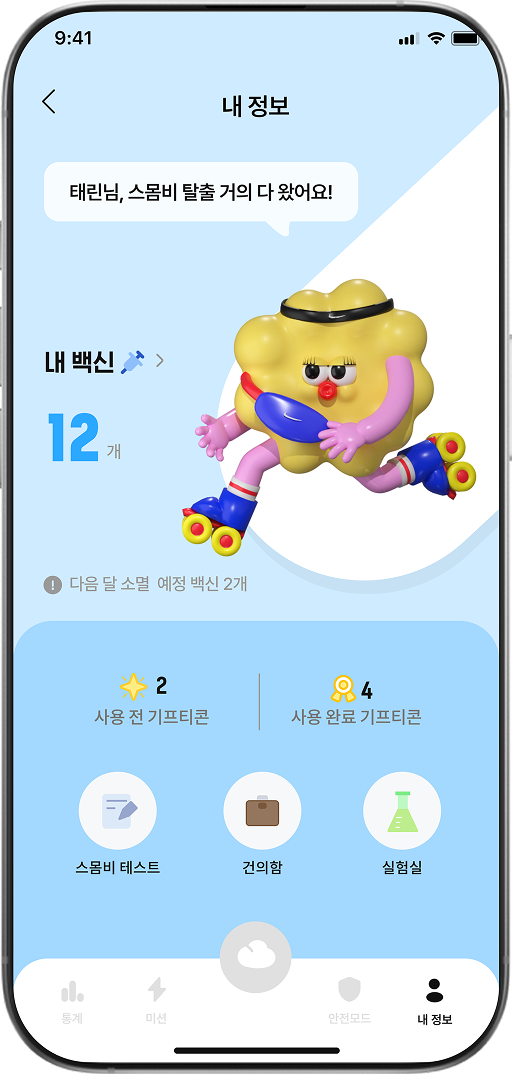 9:41
내 정보
태린님, 스몸비 탈출 거의 다 왔어요!
내 백신
12 개
다음 달 소멸 예정 백신 2개
2
사용 전 기프티콘
4
사용 완료 기프티콘
스몸비 테스트
건의함
실험실
통계
미션
안전모드
내 정보